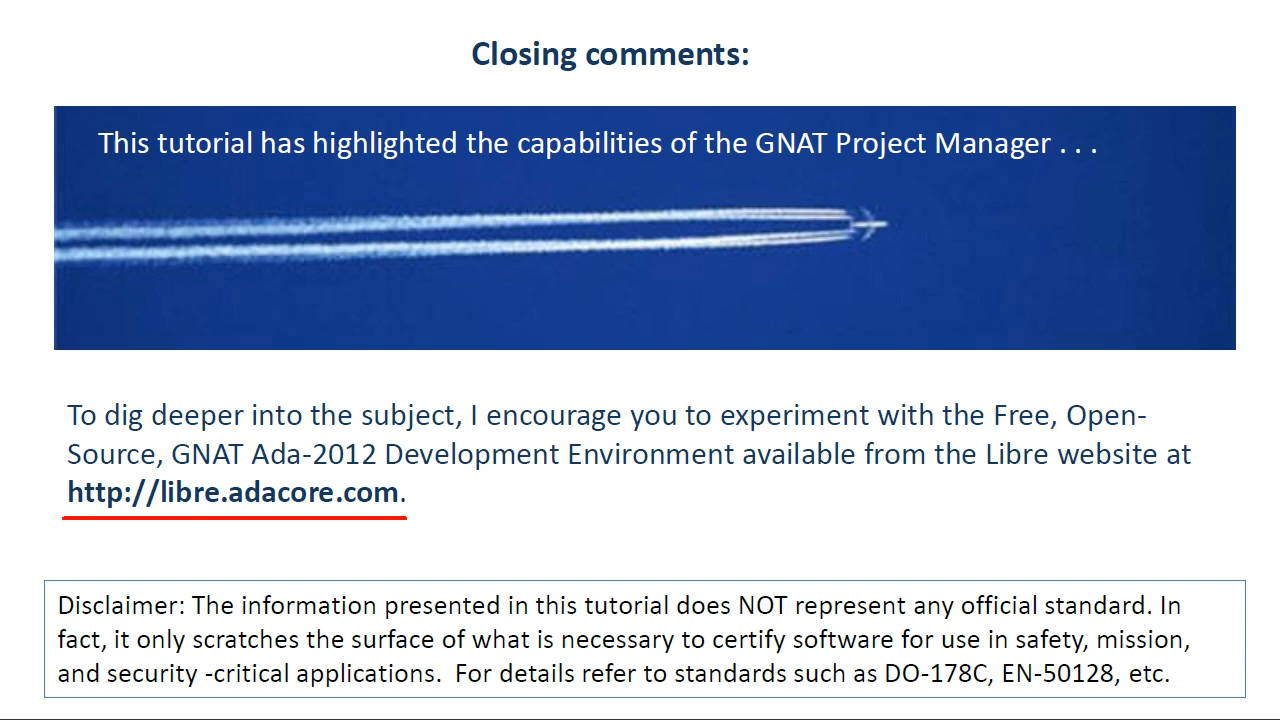 Closing comments:
This tutorial has highlighted the capabilities of the GNAT Project Manager . . .
To dig deeper into the subject, I encourage you to experiment with the Free, Open-
Source, GNAT Ada-2012 Development Environment available from the Libre website at
http://libre.adacore.com.
Disclaimer: The information presented in this tutorial does NOT represent any official standard. In
fact, it only scratches the surface of what is necessary to certify software for use in safety, mission,
and security -critical applications.  For details refer to standards such as DO-178C, EN-50128, etc.